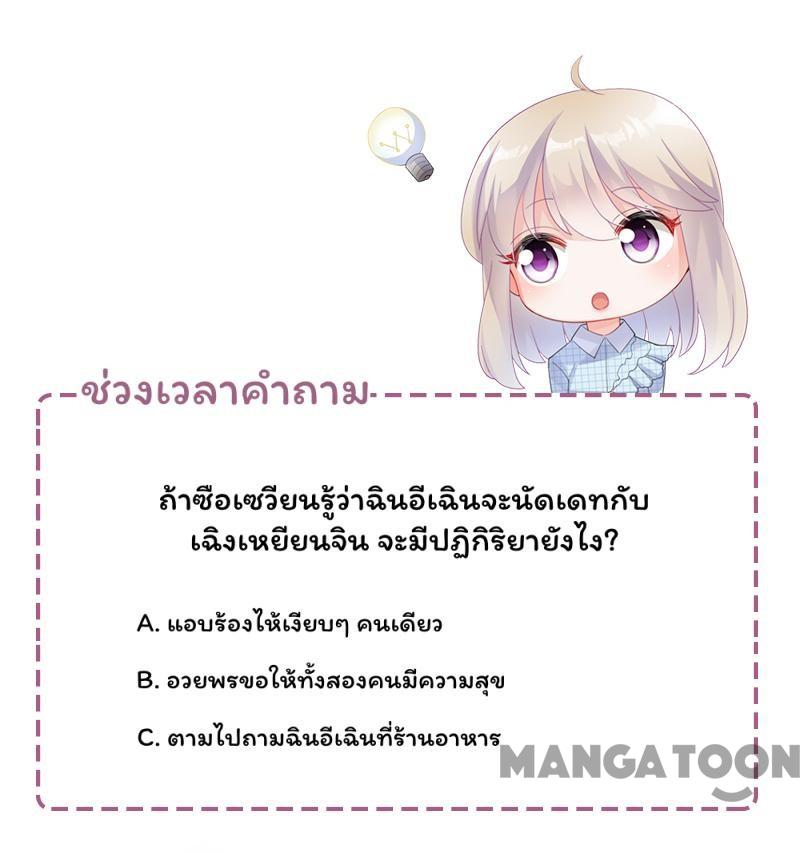 ช่วงเวลาคำถาม
ถ้าซือเซวียนรู้ว่าฉินอีเฉินจะนัดเดทกับ
เฉิงเหยียนจิน จะมีปฏิกิริยายังไง?
A. แอบร้องไห้เงียบๆ คนเดียว
B. อวยพรขอให้ทั้งสองคนมีความสุข
C. ตามไปถามฉินอีเฉินที่ร้านอาหาร
MANGATOON